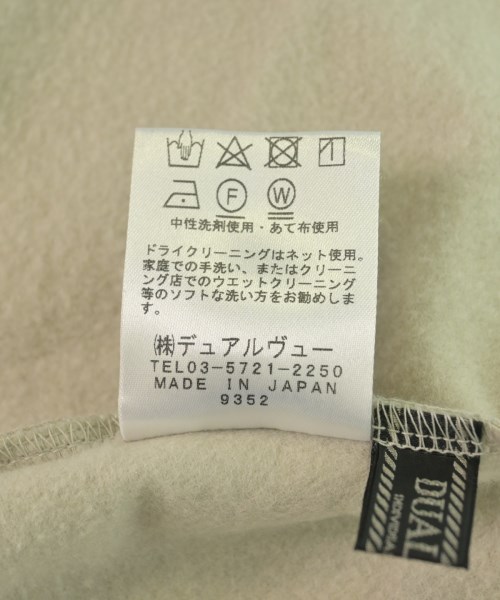 F W
中性洗剤使用・あて布使用
ドライクリーニングはネット使用。
家庭での手洗い、またはクリーニ
ング店でのウエットクリーニング
等のソフトな洗い方をお勧めしま
す。
㈱デュアルヴュー
TEL03-5721-2250
MADE IN JAPAN
9352
DUAL